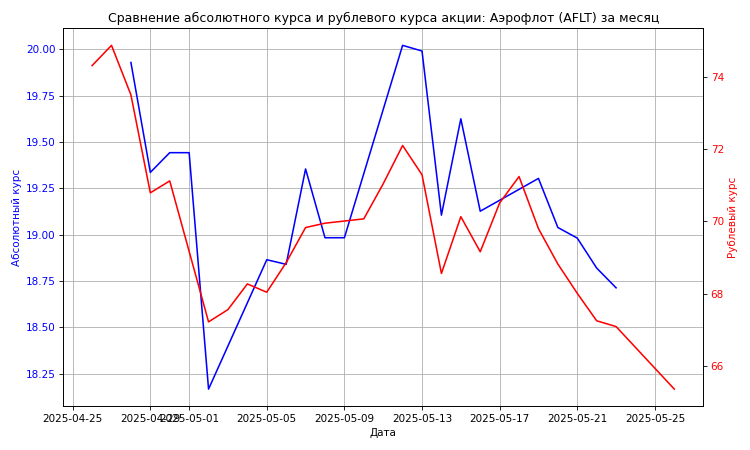 Сравнение абсолютного курса и рублевого курса акции: Аэрофлот (AFLT) за месяц
20.00
19.75
19.50
19.25
19.00
18.75
18.50
18.25
Абсолютный курс
74
72
70
68
66
Рублевый курс
2025-04-25 2025-04-29 2025-05-01 2025-05-05 2025-05-09 2025-05-13 2025-05-17 2025-05-21 2025-05-25
Дата